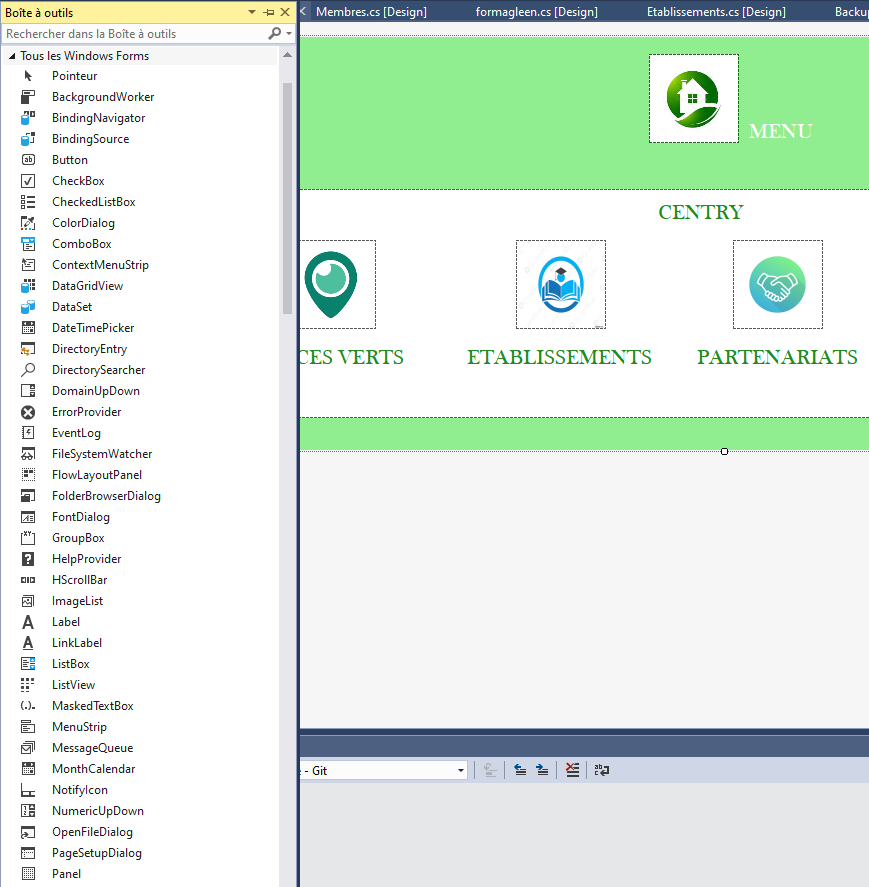 Boîte à outils
Rechercher dans la Boîte à outils
Tous les Windows Forms
Pointeur
BackgroundWorker
BindingNavigator
BindingSource
Button
CheckBox
CheckedListBox
ColorDialog
ComboBox
ContextMenuStrip
DataGridView
DataSet
DateTimePicker
DirectoryEntry
DirectorySearcher
DomainUpDown
ErrorProvider
EventLog
FileSystemWatcher
FlowLayoutPanel
FolderBrowserDialog
FontDialog
GroupBox
HelpProvider
HScrollBar
ImageList
Label
LinkLabel
ListBox
ListView
MaskedTextBox
MenuStrip
MessageQueue
MonthCalendar
NotifyIcon
NumericUpDown
OpenFileDialog
PageSetupDialog
Panel
Membres.cs [Design] formagleen.cs [Design] Etablissements.cs [Design] Backu
MENU
CENTRY
CES VERTS ETABLISSEMENTS PARTENARIATS
- Git